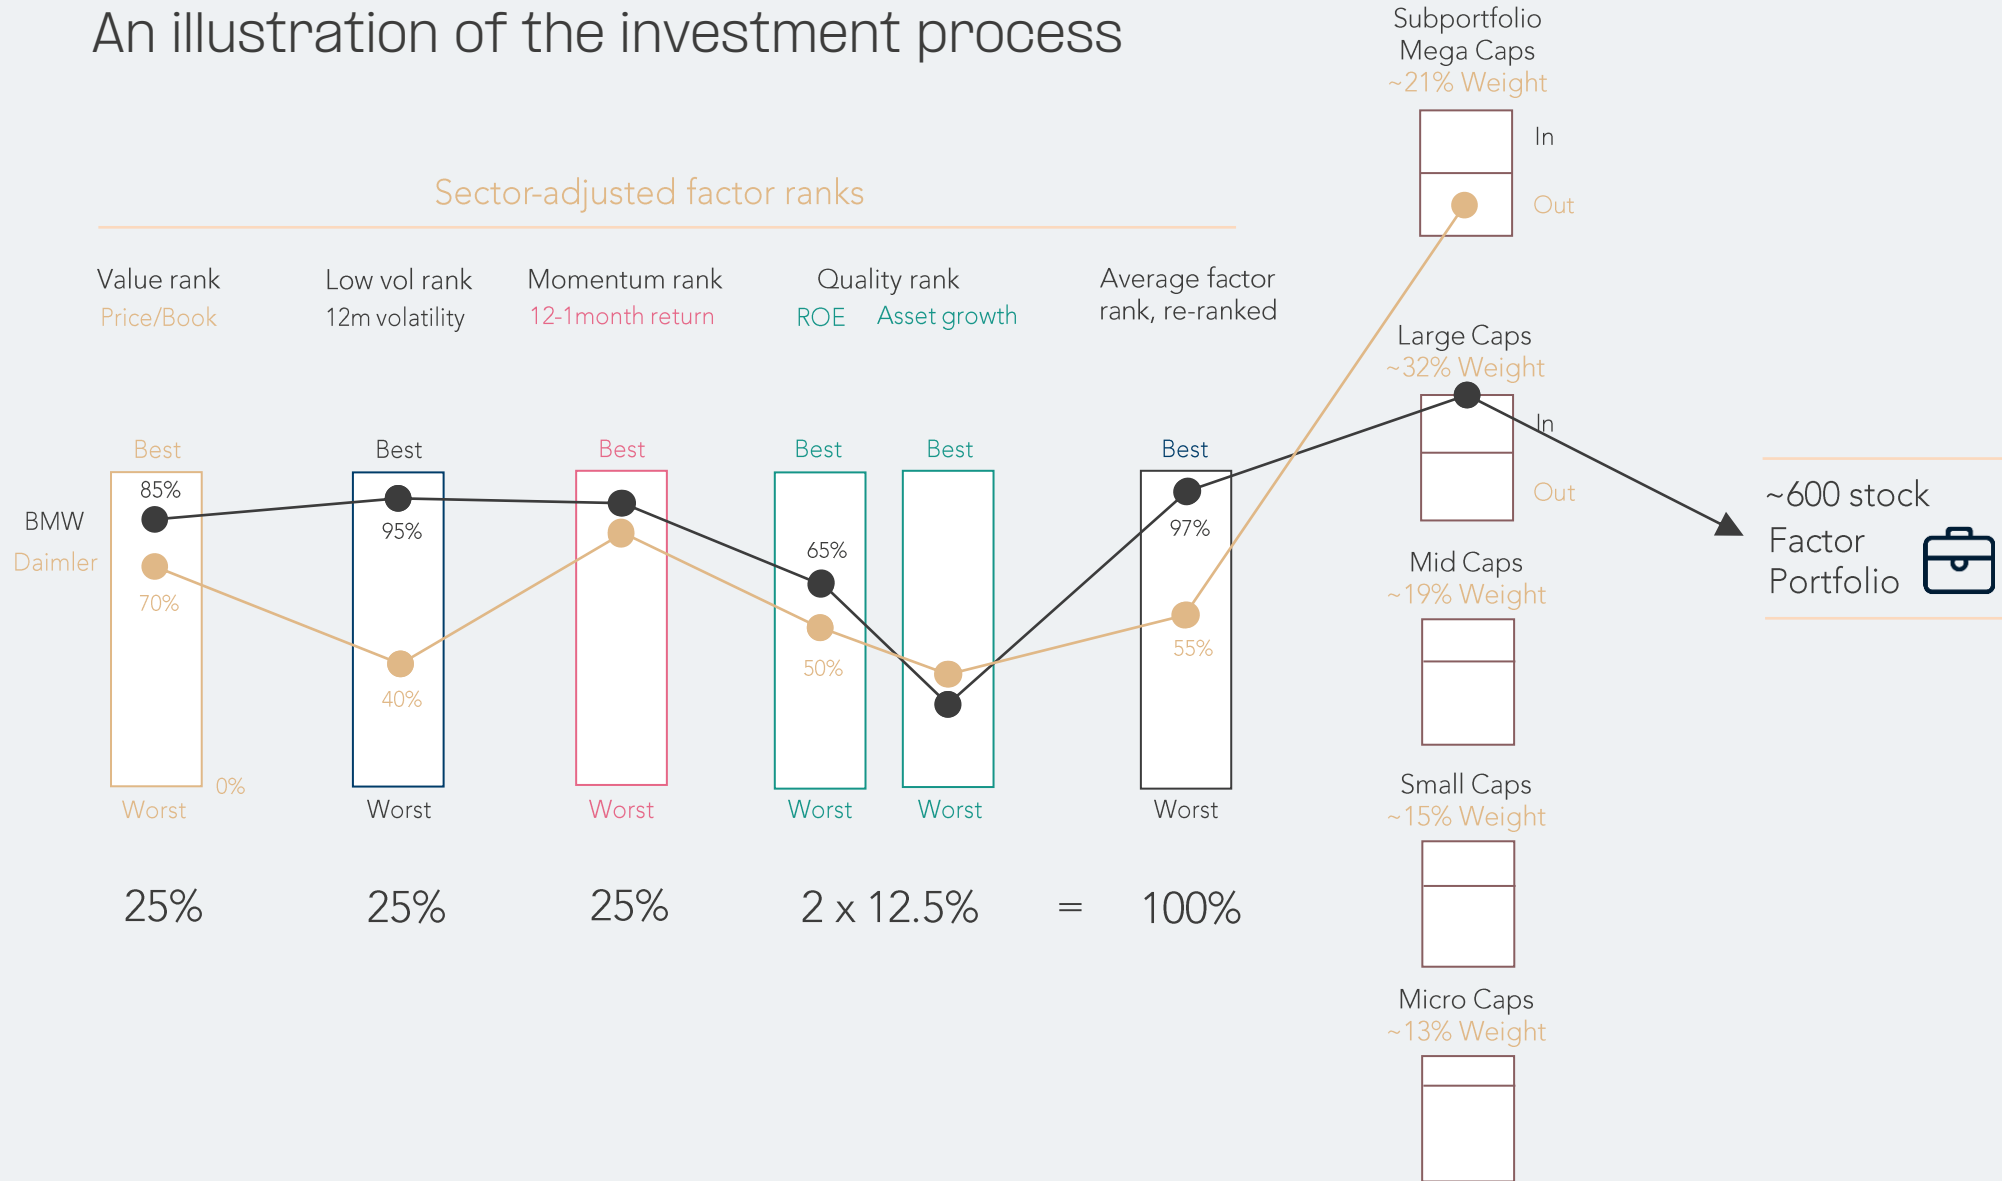 An illustration of the investment process
Sector-adjusted factor ranks
Value rank
Price/Book
Low vol rank
12m volatility
Momentum rank
12-1month return
Quality rank
ROE Asset growth
Average factor
rank, re-ranked
Best Best Best Best Best Best
BMW
Daimler
85%
70%
0%
95%
40%
65%
50%
97%
55%
Worst Worst Worst Worst Worst Worst
25% 25% 25% 2 x 12.5% = 100%
Subportfolio
Mega Caps
~21% Weight
In
Out
Large Caps
~32% Weight
In
Out
Mid Caps
~19% Weight
Small Caps
~15% Weight
Micro Caps
~13% Weight
~600 stock
Factor
Portfolio